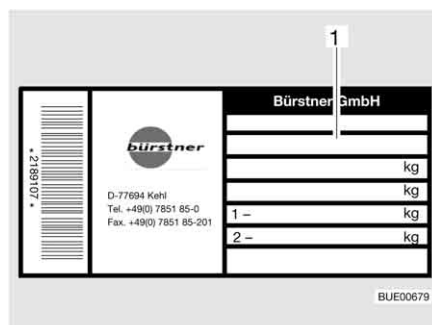 1
Bürstner GmbH
*2189107*
bürstner
D-77694 Kehl
Tel. +49(0) 7851 85-0
Fax. +49(0) 7851 85-201
kg
kg
1 – kg
2 – kg
BUE00679